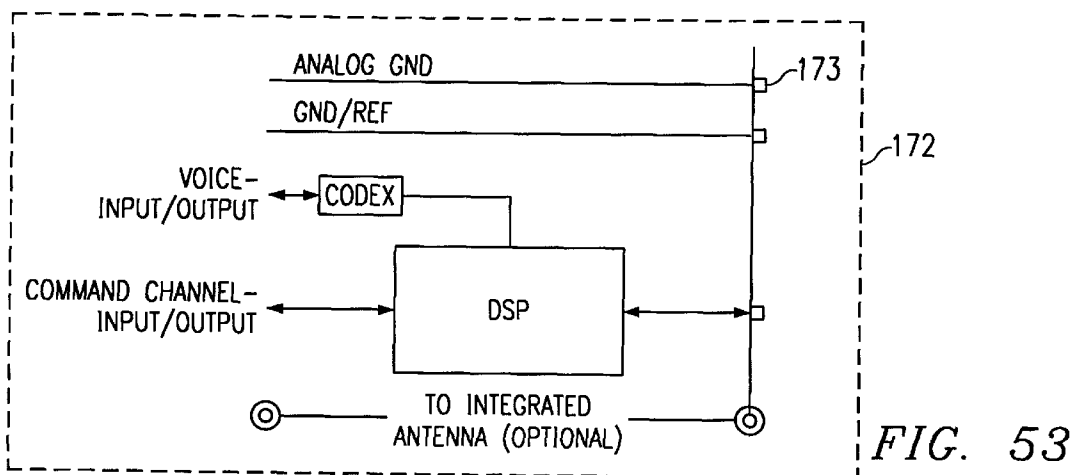 ANALOG GND
173
GND/REF
172
VOICE-
INPUT/OUTPUT
CODEX
COMMAND CHANNEL-
INPUT/OUTPUT
DSP
TO INTEGRATED
ANTENNA (OPTIONAL)
FIG. 53